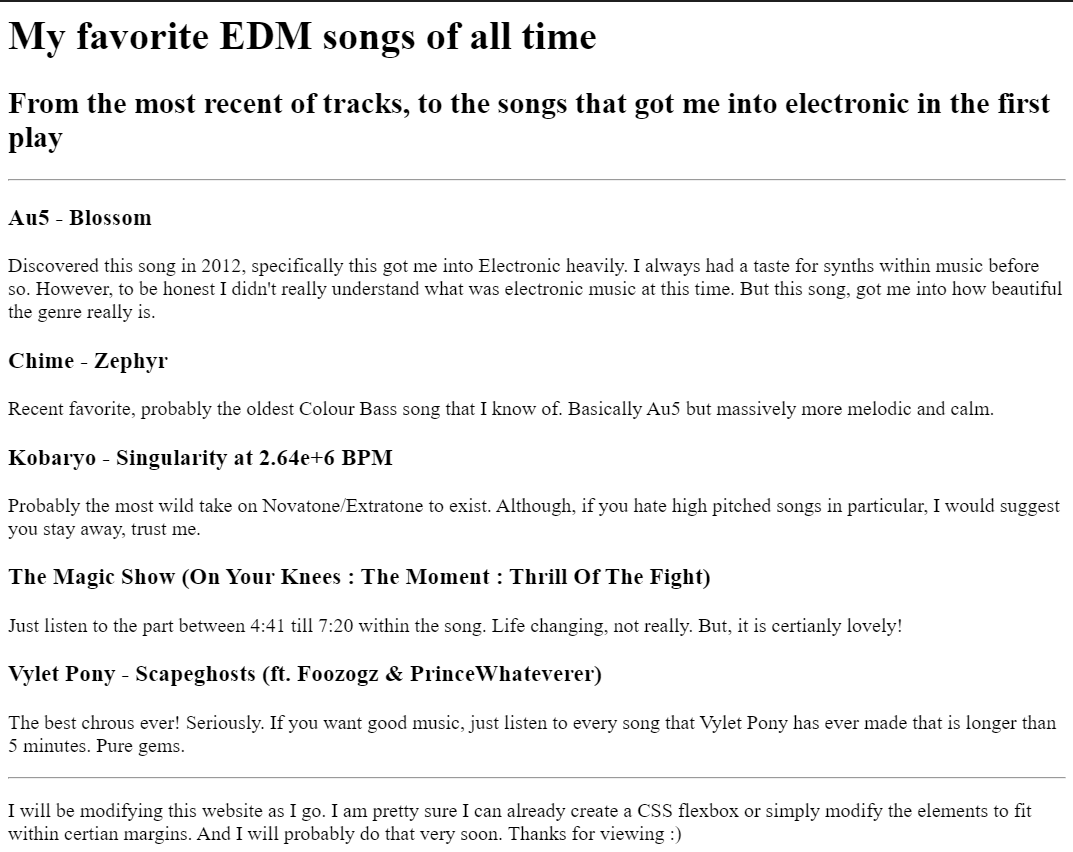 My favorite EDM songs of all time
From the most recent of tracks, to the songs that got me into electronic in the first
play
Au5 - Blossom
Discovered this song in 2012, specifically this got me into Electronic heavily. I always had a taste for synths within music before
so. However, to be honest I didn't really understand what was electronic music at this time. But this song, got me into how beautiful
the genre really is.
Chime - Zephyr
Recent favorite, probably the oldest Colour Bass song that I know of. Basically Au5 but massively more melodic and calm.
Kobaryo - Singularity at 2.64e+6 BPM
Probably the most wild take on Novatone/Extratone to exist. Although, if you hate high pitched songs in particular, I would suggest
you stay away, trust me.
The Magic Show (On Your Knees : The Moment : Thrill Of The Fight)
Just listen to the part between 4:41 till 7:20 within the song. Life changing, not really. But, it is certianly lovely!
Vylet Pony - Scapeghosts (ft. Foozogz & PrinceWhateverer)
The best chrous ever! Seriously. If you want good music, just listen to every song that Vylet Pony has ever made that is longer than
5 minutes. Pure gems.
I will be modifying this website as I go. I am pretty sure I can already create a CSS flexbox or simply modify the elements to fit
within certian margins. And I will probably do that very soon. Thanks for viewing :)